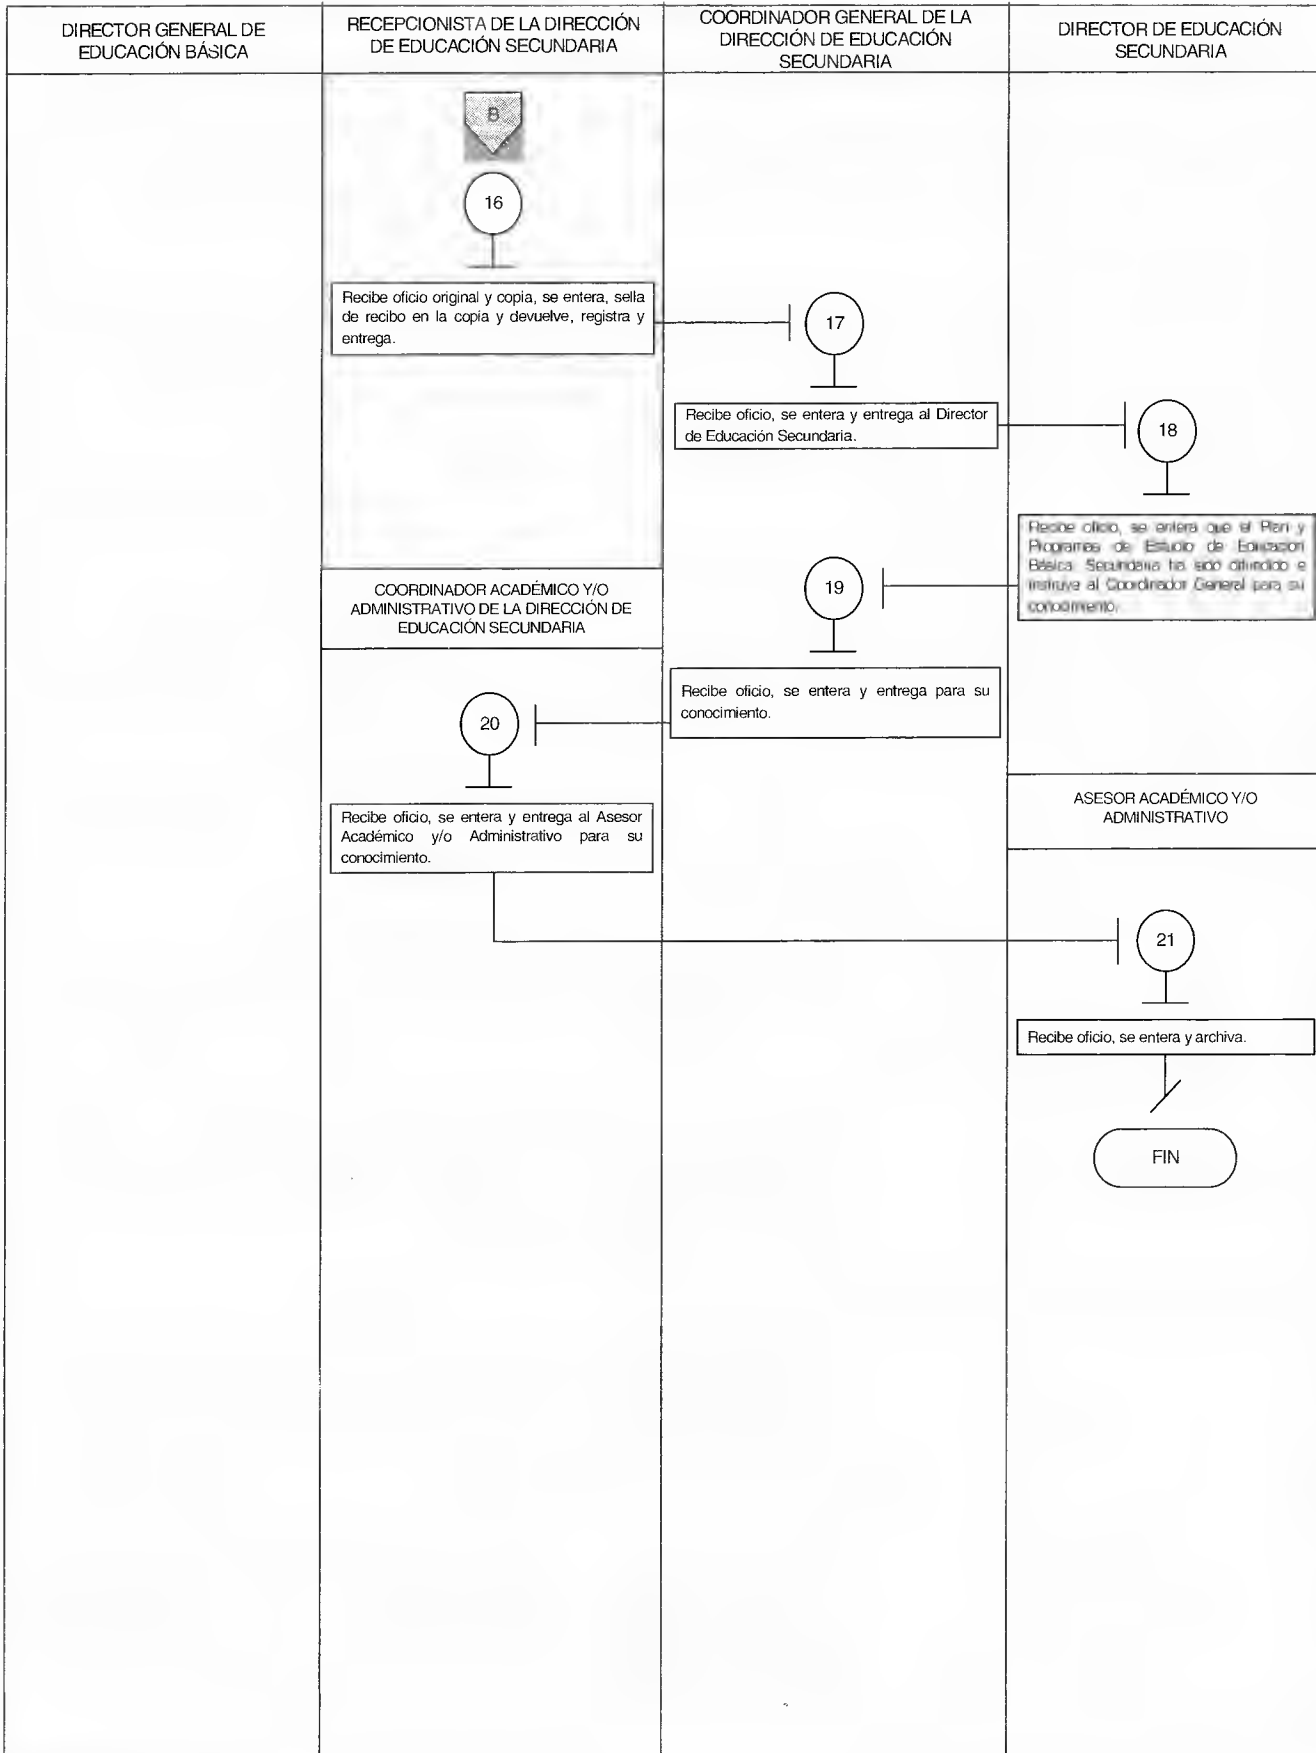 DIRECTOR GENERAL DE
EDUCACIÓN BÁSICA
RECEPCIONISTA DE LA DIRECCIÓN
DE EDUCACIÓN SECUNDARIA
COORDINADOR GENERAL DE LA
DIRECCIÓN DE EDUCACIÓN
SECUNDARIA
DIRECTOR DE EDUCACIÓN
SECUNDARIA
B
16
Recibe oficio original y copia, se entera, sella
de recibo en la copia y devuelve, registra y
entrega.
17
Recibe oficio, se entera y entrega al Director
de Educación Secundaria.
18
Recibe oficio, se entera que el Plan y
Programas de Estudio de Educación
Básica. Secundaria ha sido difundido e
instruye al Coordinador General para su
conocimiento.
19
Recibe oficio, se entera y entrega para su
conocimiento.
COORDINADOR ACADÉMICO Y/O
ADMINISTRATIVO DE LA DIRECCIÓN DE
EDUCACIÓN SECUNDARIA
20
Recibe oficio, se entera y entrega al Asesor
Académico y/o Administrativo para su
conocimiento.
ASESOR ACADÉMICO Y/O
ADMINISTRATIVO
21
Recibe oficio, se entera y archiva.
FIN